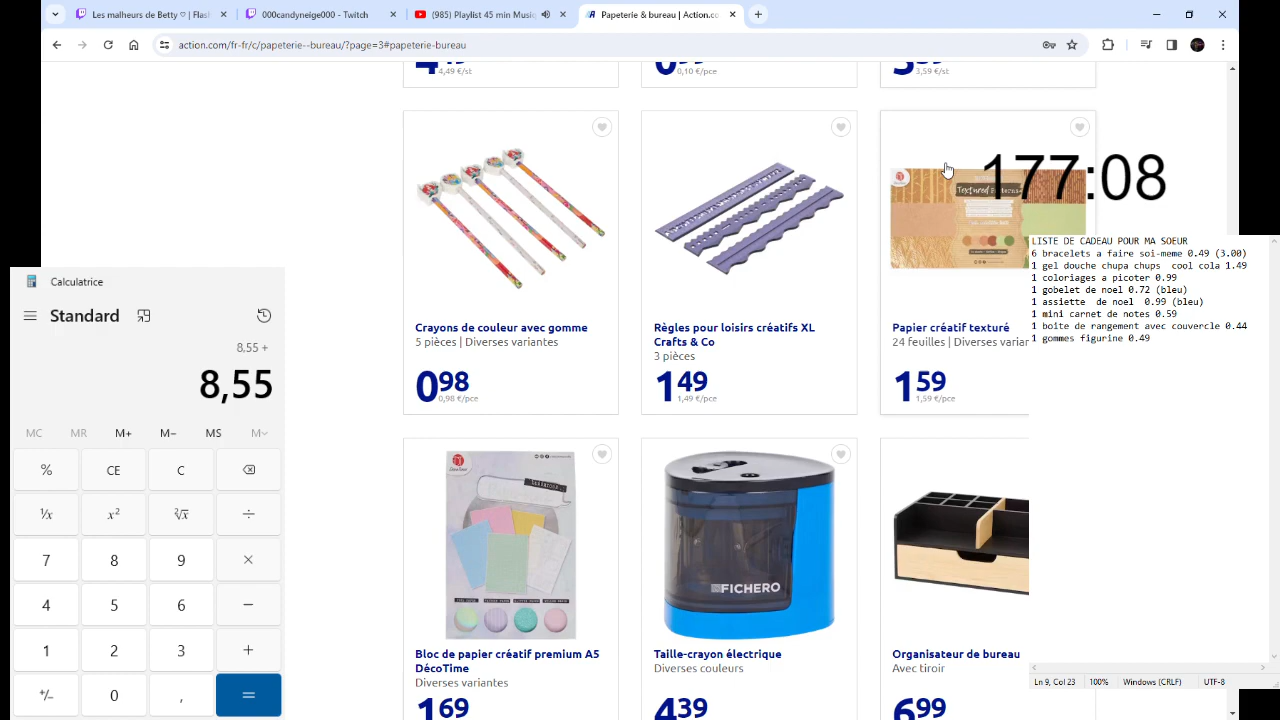 Les malheurs de Betty ♥ | Flas
000candyneige000 - Twitch
(985) Playlist 45 min Musiq
Papeterie & bureau | Action.co
action.com/fr-fr/c/papeterie--bureau/?page=3#papeterie-bureau
4,49 €/st
0,10 €/pce
3,59 €/st
177:08
Textured Patterns
Crayons de couleur avec gomme
5 pièces | Diverses variantes
0 98
0,98 €/pce
Règles pour loisirs créatifs XL
Crafts & Co
3 pièces
1 49
1,49 €/pce
Papier créatif texturé
24 feuilles | Diverses varian
1 59
1,59 €/pce
LISTE DE CADEAU POUR MA SOEUR
6 bracelets a faire soi-meme 0.49 (3.00)
1 gel douche chupa chups  cool cola 1.49
1 coloriages a picoter 0.99
1 gobelet de noel 0.72 (bleu)
1 assiette  de noel  0.99 (bleu)
1 mini carnet de notes 0.59
1 boite de rangement avec couvercle 0.44
1 gommes figurine 0.49
Ln 9, Col 23
100%
Windows (CRLF)
UTF-8
Calculatrice
Standard
8,55 +
8,55
MC MR M+ M− MS M
% CE C
¹/x x² ²√x ÷
7 8 9 ×
4 5 6 −
1 2 3 +
+/− 0 , =
FICHERO
Bloc de papier créatif premium A5
DécoTime
Diverses variantes
1 69
Taille-crayon électrique
Diverses couleurs
4 39
Organisateur de bureau
Avec tiroir
6 99